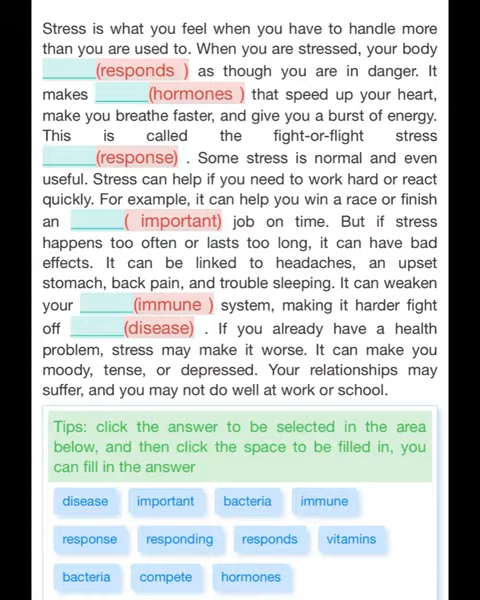 Stress is what you feel when you have to handle more
than you are used to. When you are stressed, your body
______(responds ) as though you are in danger. It
makes ______(hormones ) that speed up your heart,
make you breathe faster, and give you a burst of energy.
This is called the fight-or-flight stress
______(response) . Some stress is normal and even
useful. Stress can help if you need to work hard or react
quickly. For example, it can help you win a race or finish
an ______( important) job on time. But if stress
happens too often or lasts too long, it can have bad
effects. It can be linked to headaches, an upset
stomach, back pain, and trouble sleeping. It can weaken
your ______(immune ) system, making it harder fight
off ______(disease) . If you already have a health
problem, stress may make it worse. It can make you
moody, tense, or depressed. Your relationships may
suffer, and you may not do well at work or school.
Tips: click the answer to be selected in the area
below, and then click the space to be filled in, you
can fill in the answer
disease important bacteria immune
response responding responds vitamins
bacteria compete hormones